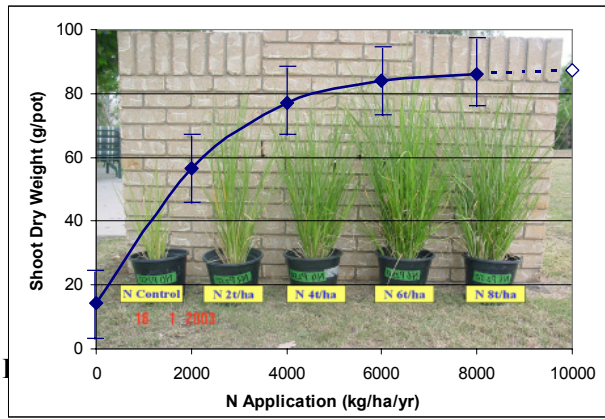 100
80
60
40
20
0
Shoot Dry Weight (g/pot)
N Control
N 2t/ha
N 4t/ha
N 6t/ha
N 8t/ha
18 1 2003
0 2000 4000 6000 8000 10000
N Application (kg/ha/yr)